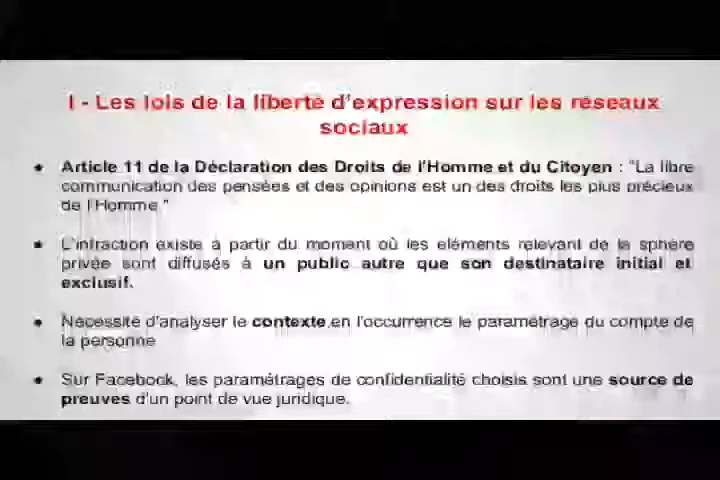 I - Les lois de la liberté d'expression sur les réseaux
sociaux
● Article 11 de la Déclaration des Droits de l'Homme et du Citoyen : "La libre
communication des pensées et des opinions est un des droits les plus précieux
de l'Homme "
● L'infraction existe à partir du moment où les eléments relevant de la sphère
privée sont diffusés à un public autre que son destinataire initial et
exclusif.
● Nécessité d'analyser le contexte,en l'occurrence le paramétrage du compte de
la personne
● Sur Facebook, les paramétrages de confidentialité choisis sont une source de
preuves d'un point de vue juridique.